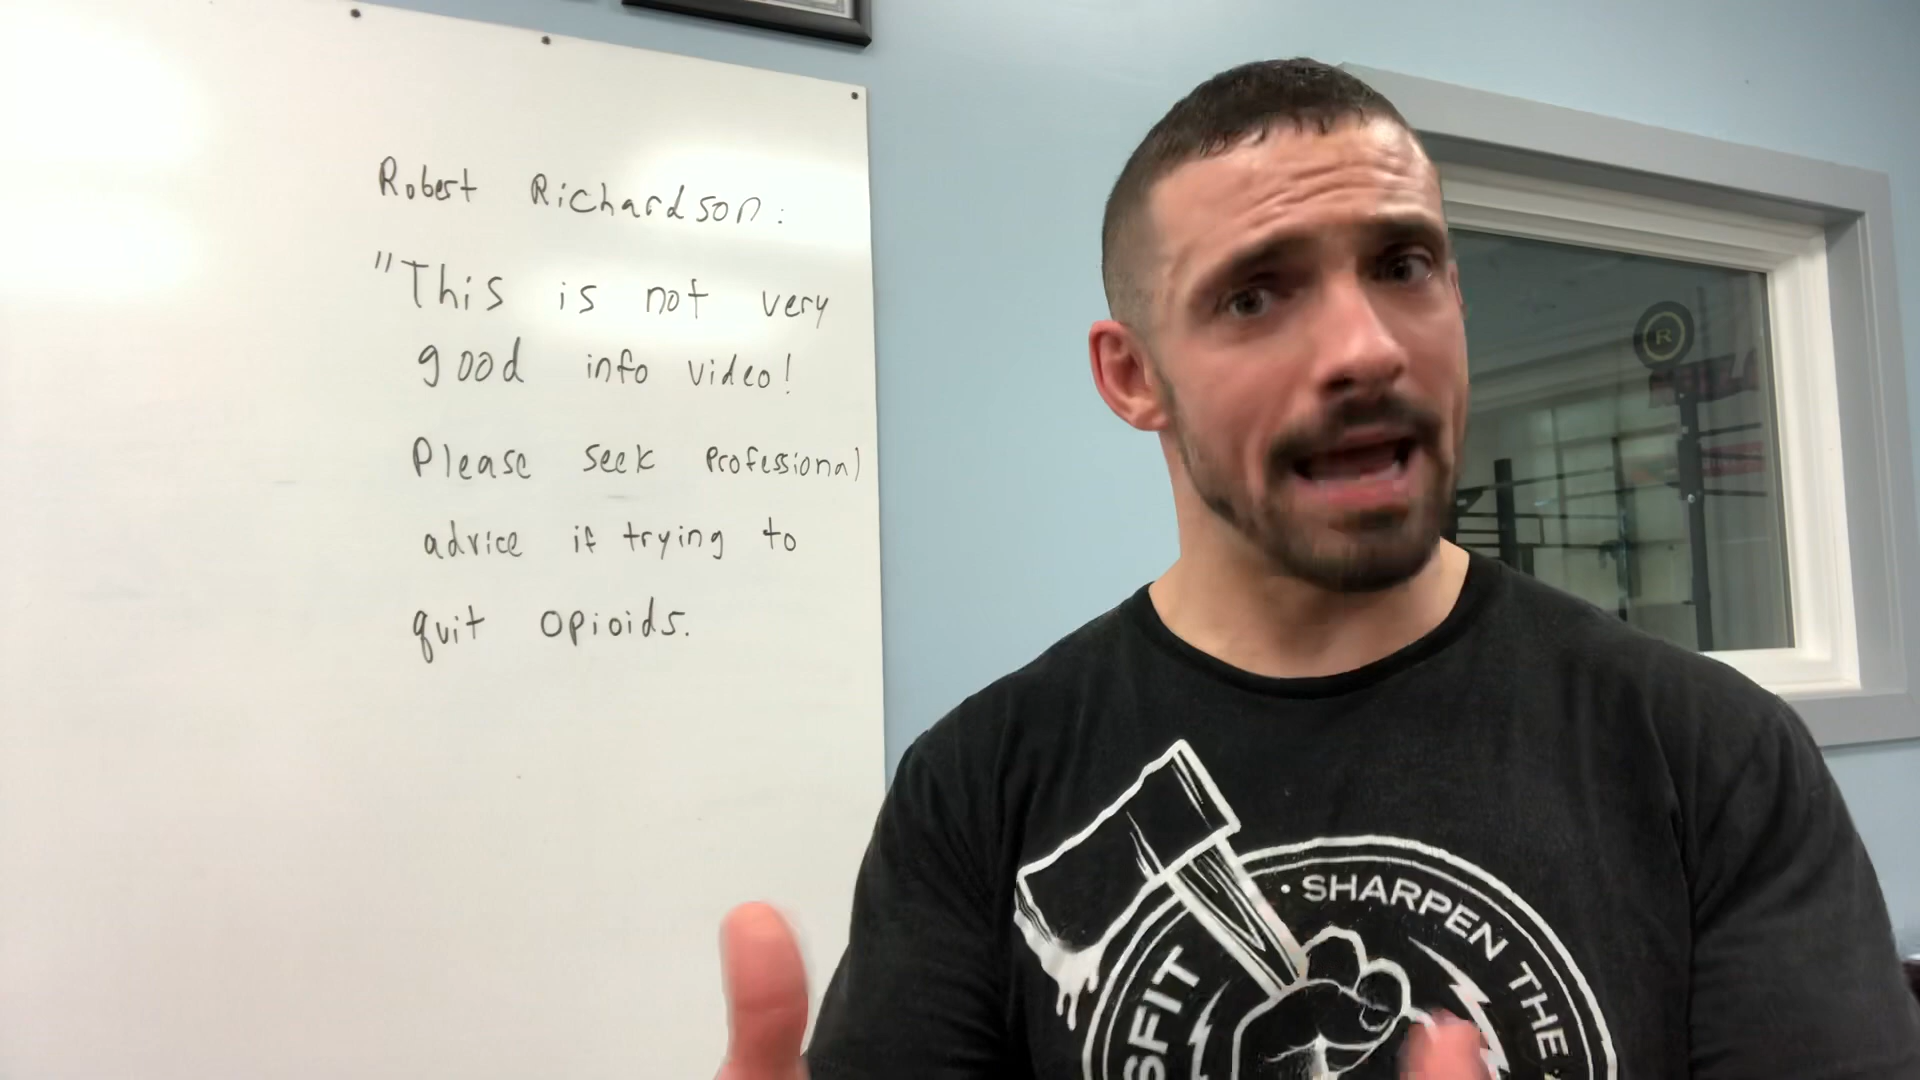 Robert Richardson:
"This is not very
good info video!
Please seek professional
advice if trying to
quit opioids.
R
• SHARPEN THE
SFIT